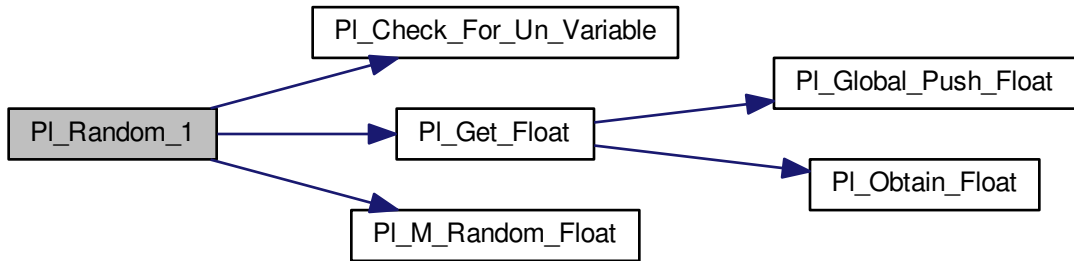 Pl_Check_For_Un_Variable
Pl_Global_Push_Float
Pl_Random_1
Pl_Get_Float
Pl_Obtain_Float
Pl_M_Random_Float